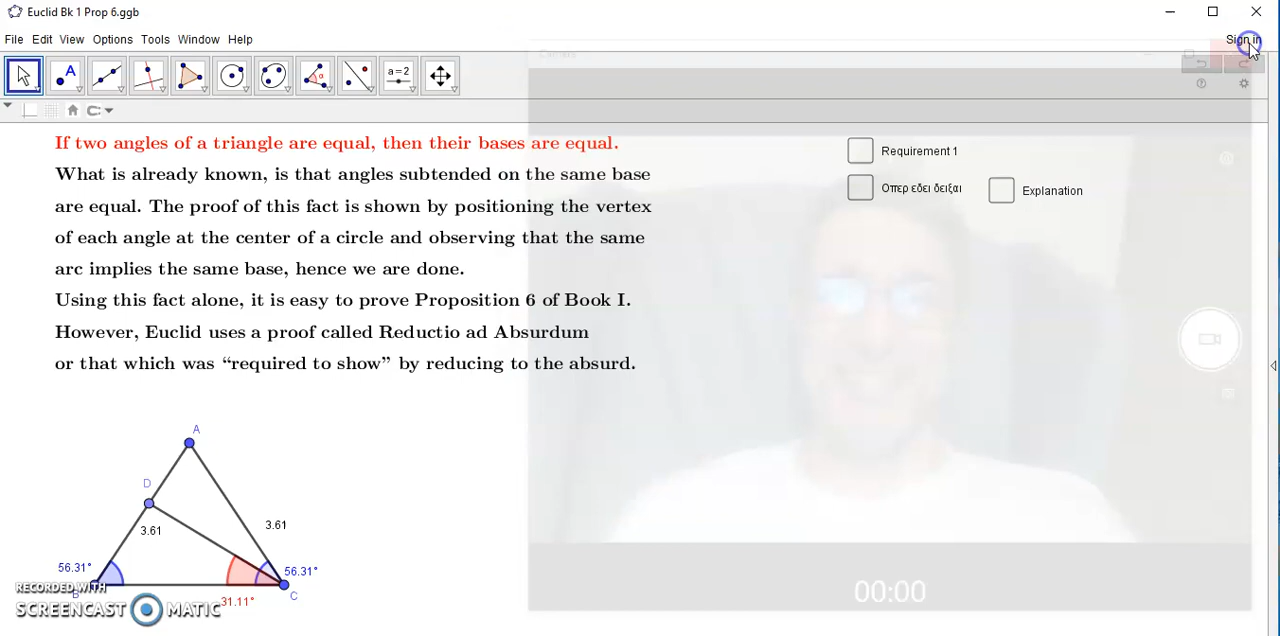 Euclid Bk 1 Prop 6.ggb
File Edit View Options Tools Window Help
Sign in
A
α
a=2
If two angles of a triangle are equal, then their bases are equal.
What is already known, is that angles subtended on the same base
are equal. The proof of this fact is shown by positioning the vertex
of each angle at the center of a circle and observing that the same
arc implies the same base, hence we are done.
Using this fact alone, it is easy to prove Proposition 6 of Book I.
However, Euclid uses a proof called Reductio ad Absurdum
or that which was “required to show” by reducing to the absurd.
Requirement 1
Οπερ εδει δειξαι
Explanation
A
D
3.61
3.61
56.31°
56.31°
B
C
31.11°
RECORDED WITH
SCREENCAST MATIC
00:00